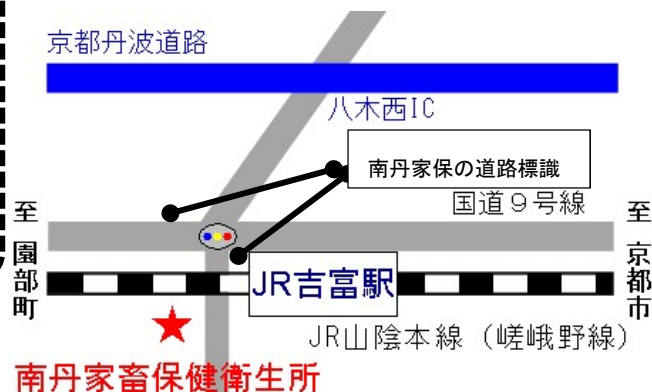 京都丹波道路
八木西IC
南丹家保の道路標識
国道９号線
至園部町
至京都市
JR吉富駅
JR山陰本線（嵯峨野線）
南丹家畜保健衛生所